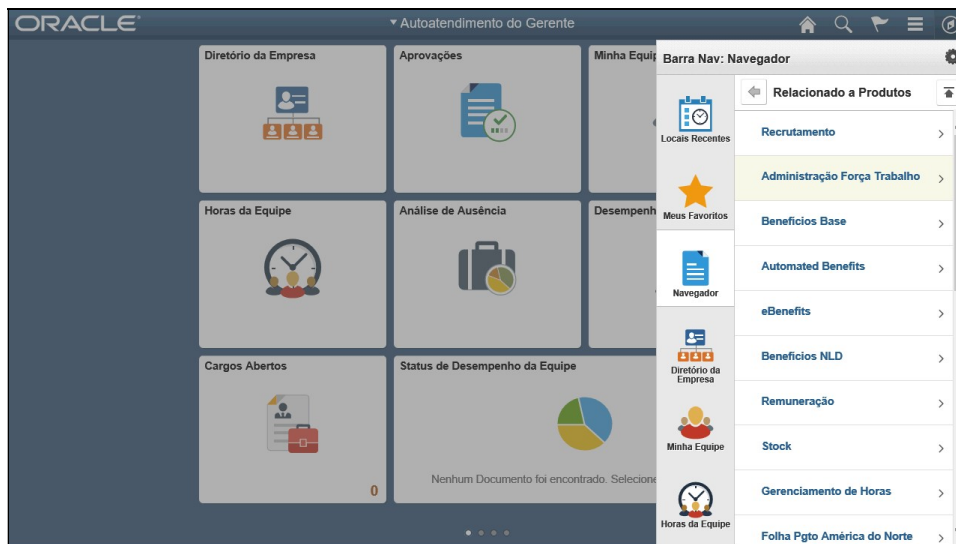 ORACLE
Autoatendimento do Gerente
Diretório da Empresa
Aprovações
Minha Equip
Horas da Equipe
Análise de Ausência
Desempenh
Cargos Abertos
0
Status de Desempenho da Equipe
Nenhum Documento foi encontrado. Selecione
Barra Nav: Navegador
Locais Recentes
Meus Favoritos
Navegador
Diretório da
Empresa
Minha Equipe
Horas da Equipe
Relacionado a Produtos
Recrutamento
Administração Força Trabalho
Benefícios Base
Automated Benefits
eBenefits
Benefícios NLD
Remuneração
Stock
Gerenciamento de Horas
Folha Pgto América do Norte